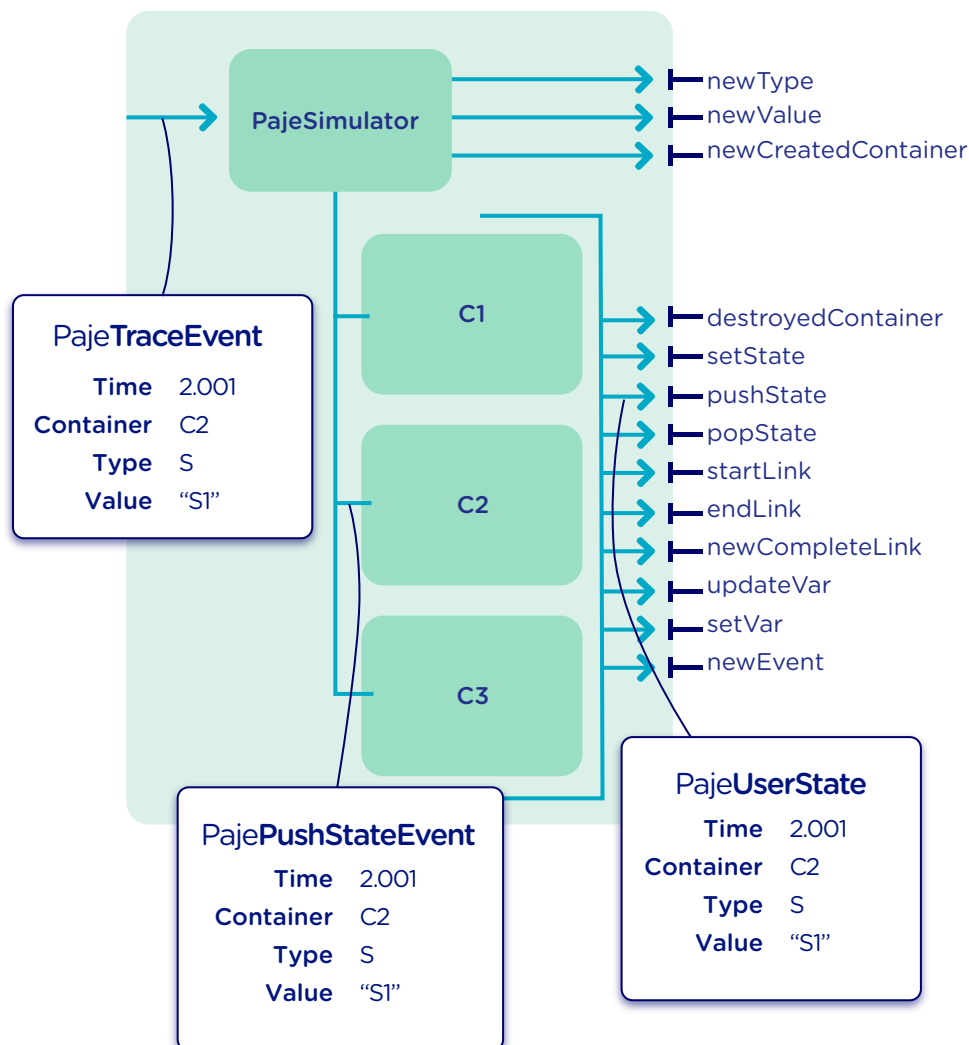 PajeSimulator
newType
newValue
newCreatedContainer
C1
C2
C3
destroyedContainer
setState
pushState
popState
startLink
endLink
newCompleteLink
updateVar
setVar
newEvent
PajeTraceEvent
Time 2.001
Container C2
Type S
Value “S1”
PajePushStateEvent
Time 2.001
Container C2
Type S
Value “S1”
PajeUserState
Time 2.001
Container C2
Type S
Value “S1”